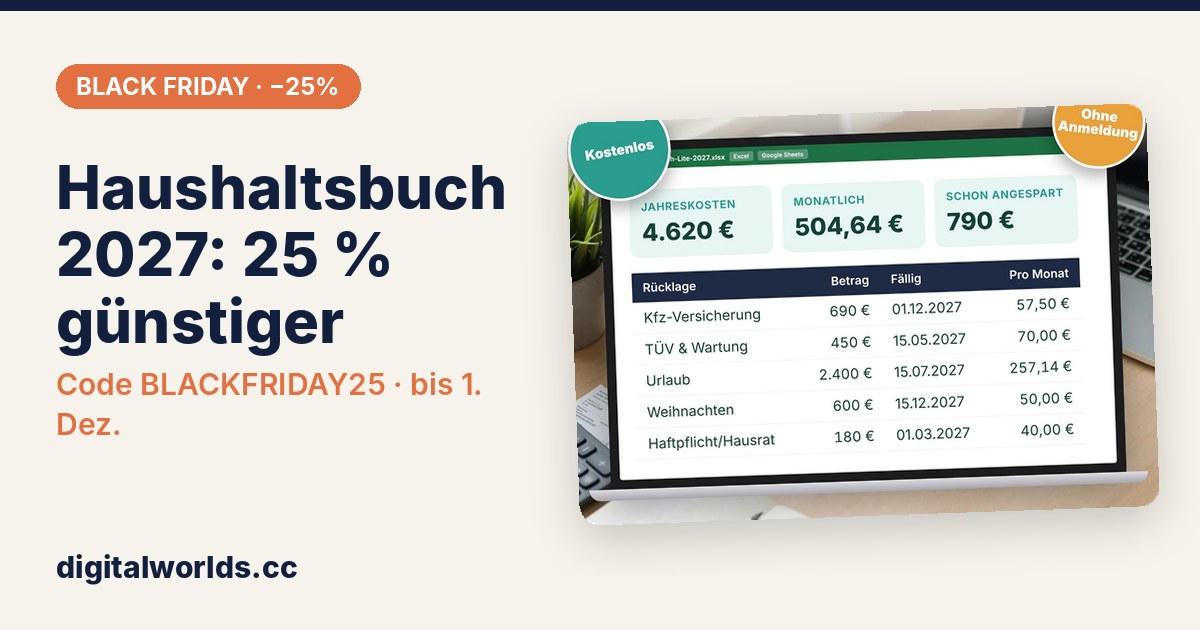 BLACK FRIDAY · −25%
Haushaltsbuch
2027: 25 %
günstiger
Code BLACKFRIDAY25 · bis 1.
Dez.
digitalworlds.cc
Kostenlos
Ohne
Anmeldung
h-Lite-2027.xlsx Excel Google Sheets
JAHRESKOSTEN MONATLICH SCHON ANGESPART
4.620 € 504,64 € 790 €
Rücklage Betrag Fällig Pro Monat
Kfz-Versicherung 690 € 01.12.2027 57,50 €
TÜV & Wartung 450 € 15.05.2027 70,00 €
Urlaub 2.400 € 15.07.2027 257,14 €
Weihnachten 600 € 15.12.2027 50,00 €
Haftpflicht/Hausrat 180 € 01.03.2027 40,00 €